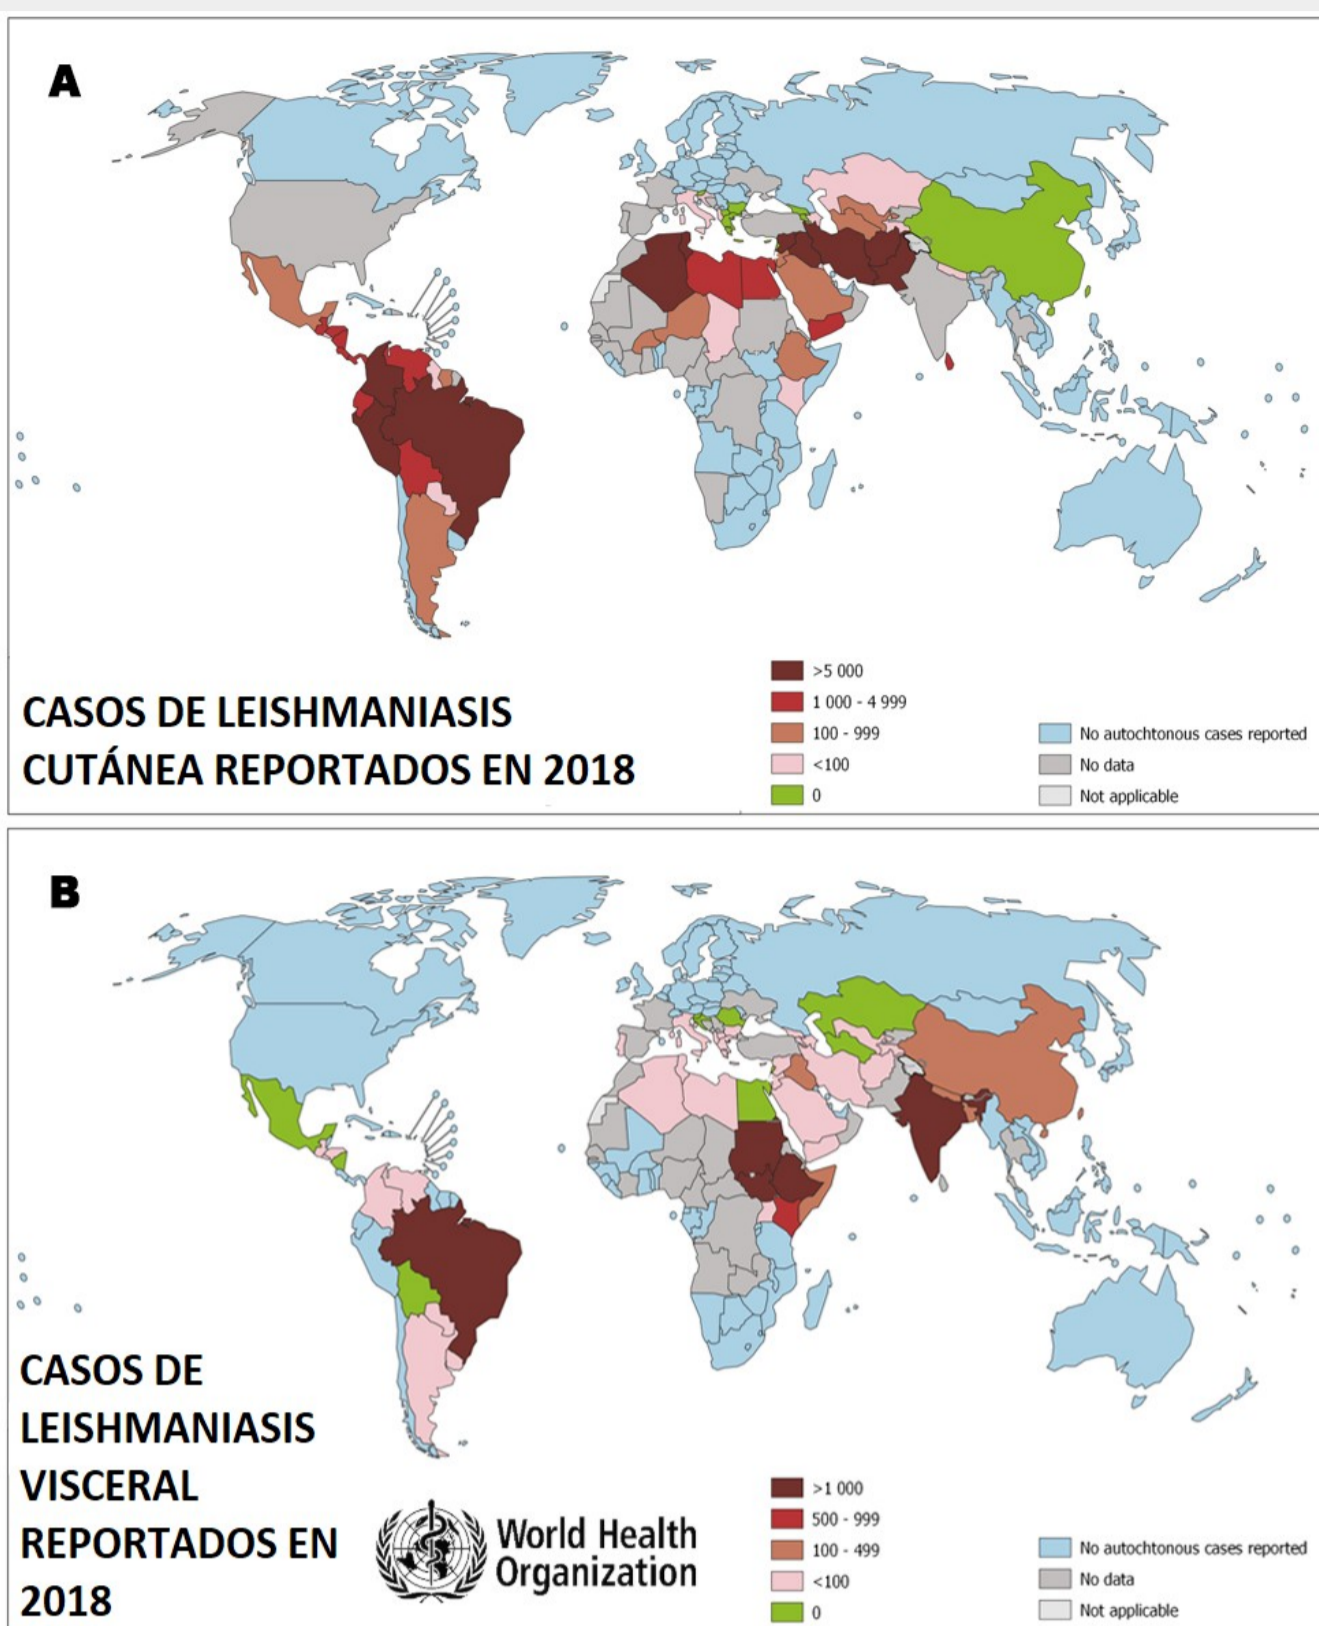 A
>5 000
1 000 - 4 999
100 - 999
<100
0
No autochtonous cases reported
No data
Not applicable
CASOS DE LEISHMANIASIS
CUTÁNEA REPORTADOS EN 2018
B
CASOS DE
LEISHMANIASIS
VISCERAL
REPORTADOS EN
2018
World Health
Organization
>1 000
500 - 999
100 - 499
<100
0
No autochtonous cases reported
No data
Not applicable